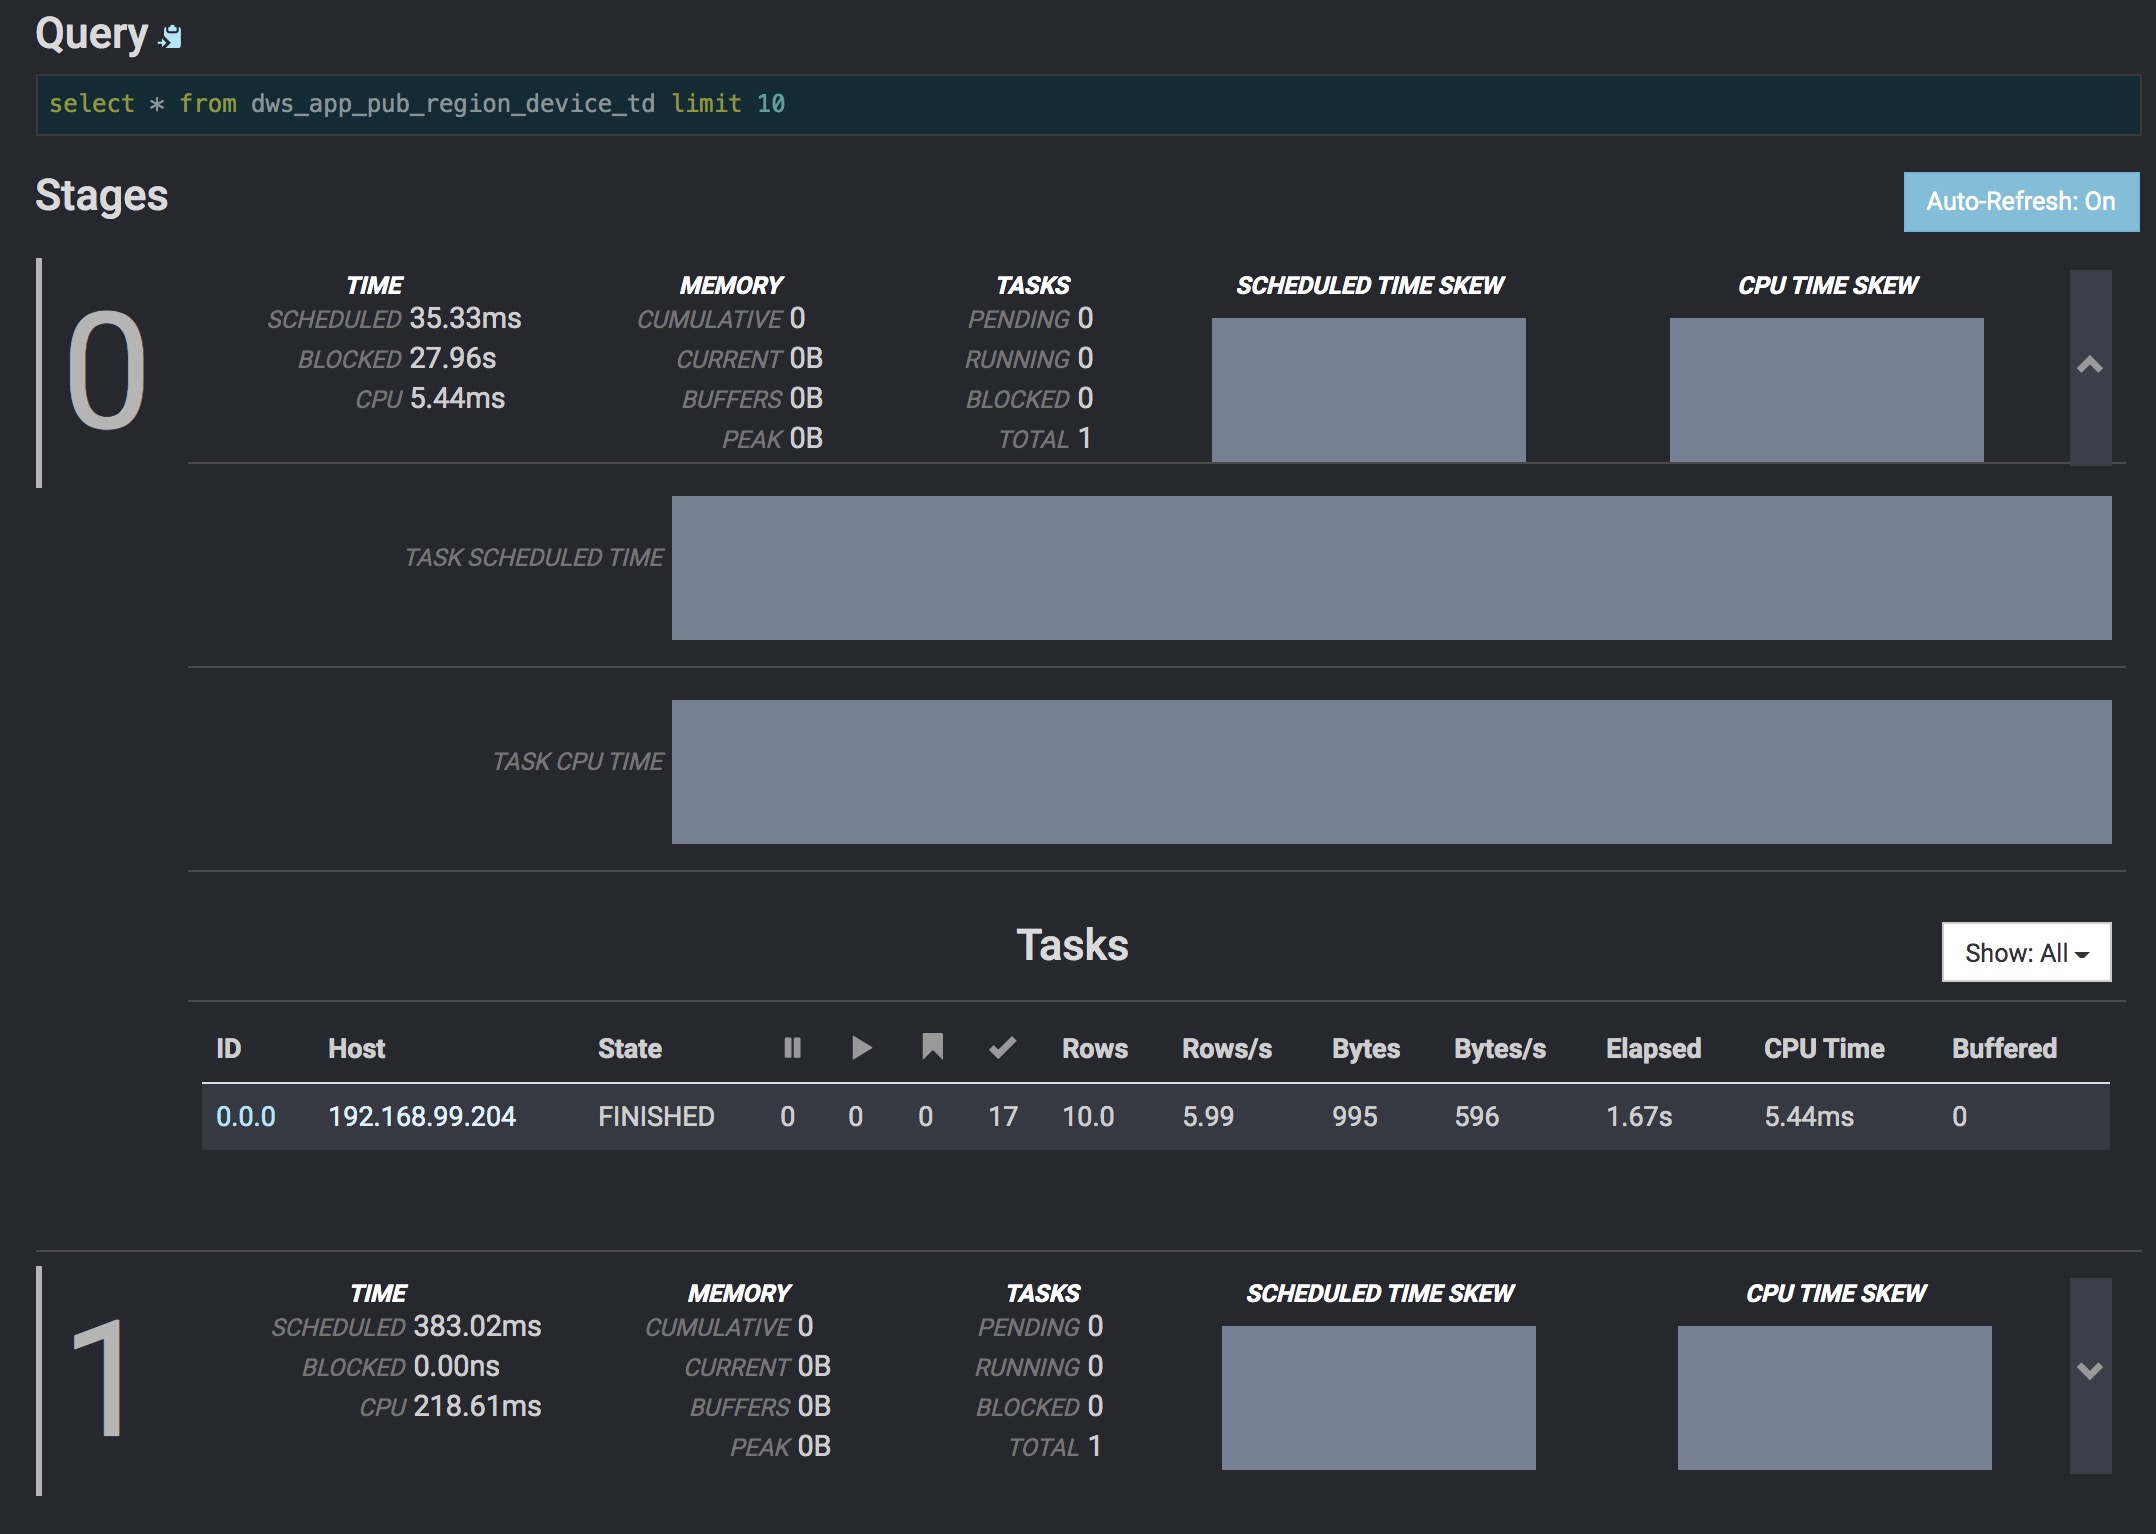 Query
select * from dws_app_pub_region_device_td limit 10
Stages
Auto-Refresh: On
0
TIME
SCHEDULED 35.33ms
BLOCKED 27.96s
CPU 5.44ms
MEMORY
CUMULATIVE 0
CURRENT 0B
BUFFERS 0B
PEAK 0B
TASKS
PENDING 0
RUNNING 0
BLOCKED 0
TOTAL 1
SCHEDULED TIME SKEW
CPU TIME SKEW
TASK SCHEDULED TIME
TASK CPU TIME
Tasks
Show: All
ID Host State Rows Rows/s Bytes Bytes/s Elapsed CPU Time Buffered
0.0.0 192.168.99.204 FINISHED 0 0 0 17 10.0 5.99 995 596 1.67s 5.44ms 0
1
TIME
SCHEDULED 383.02ms
BLOCKED 0.00ns
CPU 218.61ms
MEMORY
CUMULATIVE 0
CURRENT 0B
BUFFERS 0B
PEAK 0B
TASKS
PENDING 0
RUNNING 0
BLOCKED 0
TOTAL 1
SCHEDULED TIME SKEW
CPU TIME SKEW